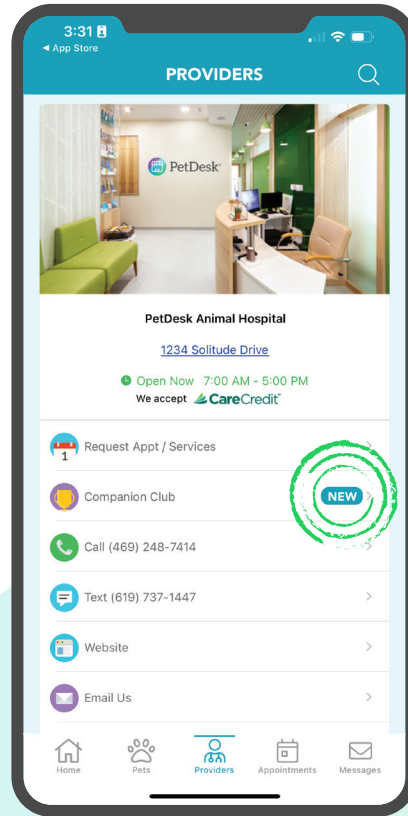 3:31
◀ App Store
PROVIDERS
PetDesk
PetDesk Animal Hospital
1234 Solitude Drive
Open Now 7:00 AM - 5:00 PM
We accept CareCredit
1
Request Appt / Services
Companion Club
NEW
Call (469) 248-7414
Text (619) 737-1447
Website
Email Us
Home
Pets
Providers
Appointments
Messages